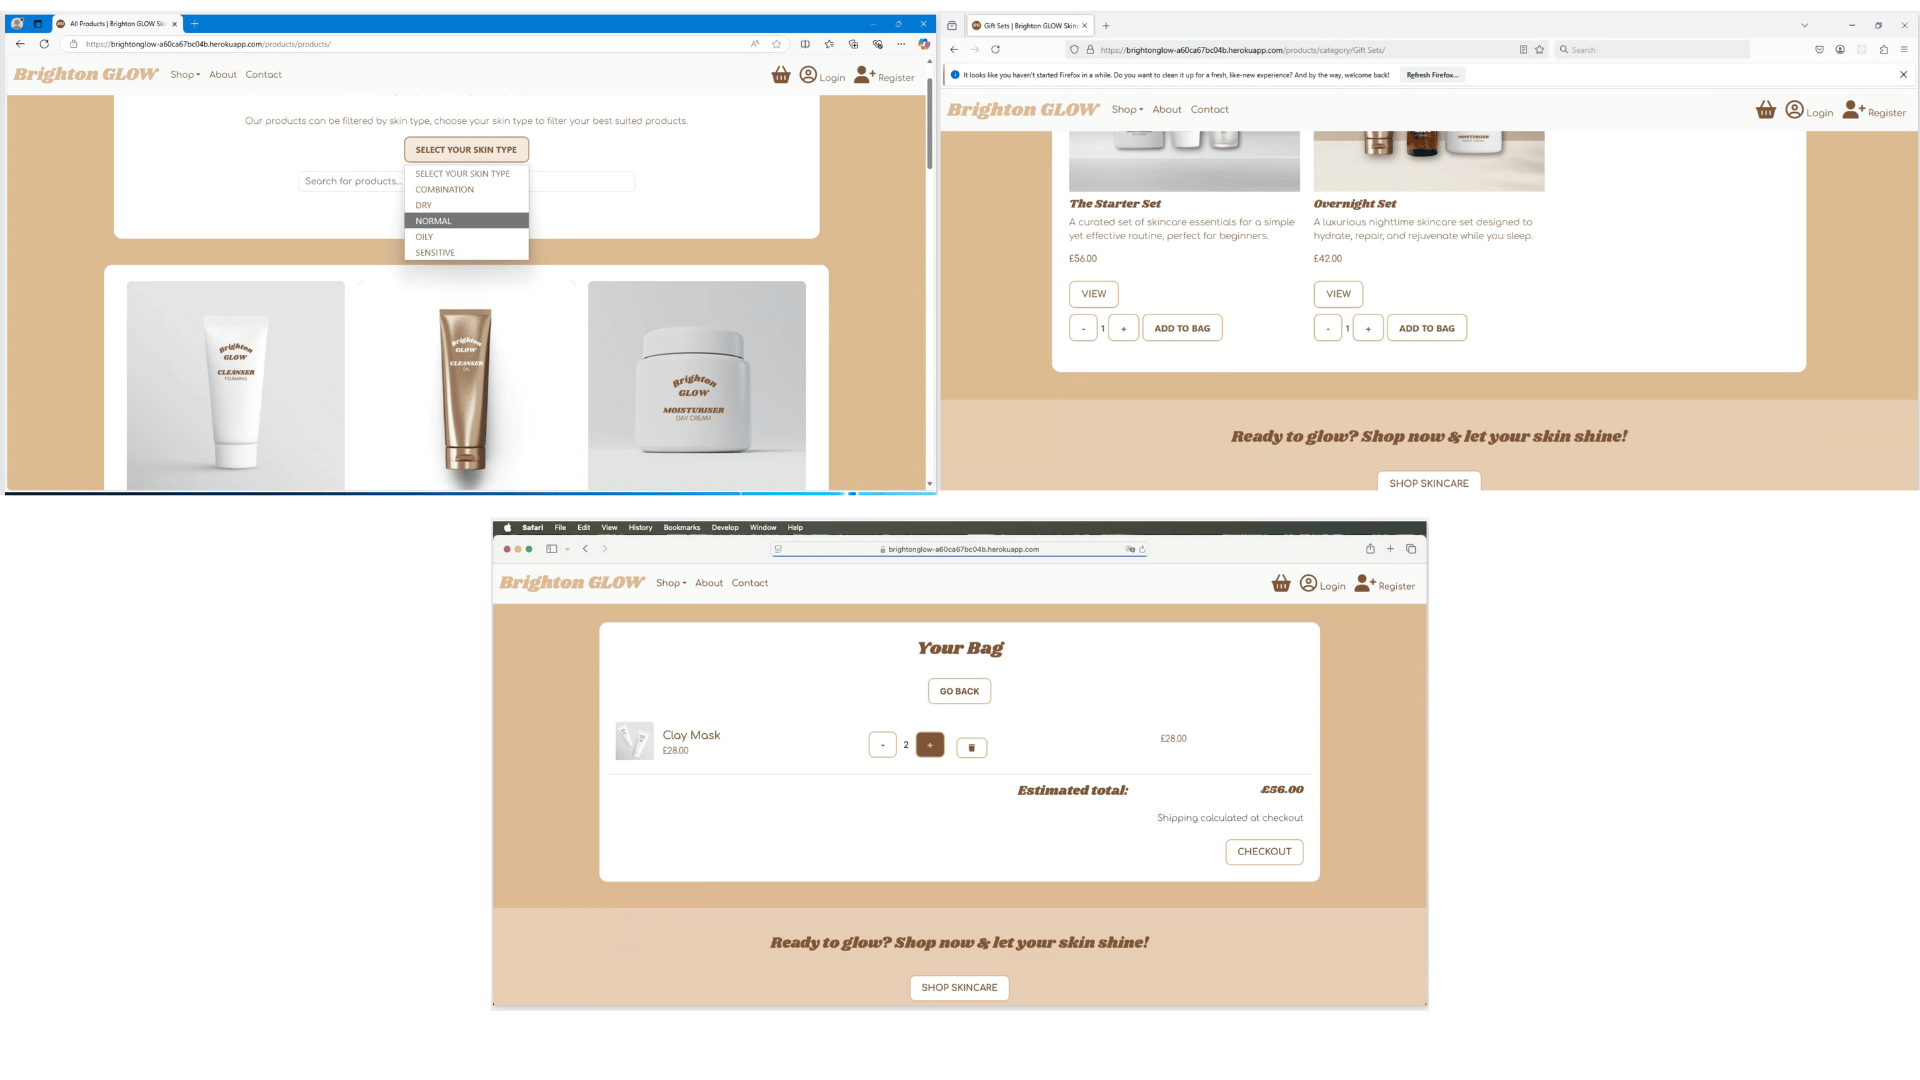 All Products | Brighton GLOW Ski
https://brightonglow-a60ca67bc04b.herokuapp.com/products/products/
Brighton GLOW Shop About Contact Login Register
Our products can be filtered by skin type, choose your skin type to filter your best suited products.
SELECT YOUR SKIN TYPE
Search for products...
SELECT YOUR SKIN TYPE
COMBINATION
DRY
NORMAL
OILY
SENSITIVE
Brighton
GLOW
CLEANSER
FOAMING
Brighton
GLOW
CLEANSER
OIL
Brighton
GLOW
MOISTURISER
DAY CREAM
Gift Sets | Brighton GLOW Skinc
https://brightonglow-a60ca67bc04b.herokuapp.com/products/category/Gift Sets/
Search
It looks like you haven't started Firefox in a while. Do you want to clean it up for a fresh, like-new experience? And by the way, welcome back! Refresh Firefox...
Brighton GLOW Shop About Contact Login Register
MOISTURISER
The Starter Set
A curated set of skincare essentials for a simple
yet effective routine, perfect for beginners.
£56.00
VIEW
- 1 + ADD TO BAG
Overnight Set
A luxurious nighttime skincare set designed to
hydrate, repair, and rejuvenate while you sleep.
£42.00
VIEW
- 1 + ADD TO BAG
Ready to glow? Shop now & let your skin shine!
SHOP SKINCARE
Safari File Edit View History Bookmarks Develop Window Help
brightonglow-a60ca67bc04b.herokuapp.com
Brighton GLOW Shop About Contact Login Register
Your Bag
GO BACK
Clay Mask
£28.00
- 2 +
£28.00
Estimated total: £56.00
Shipping calculated at checkout
CHECKOUT
Ready to glow? Shop now & let your skin shine!
SHOP SKINCARE